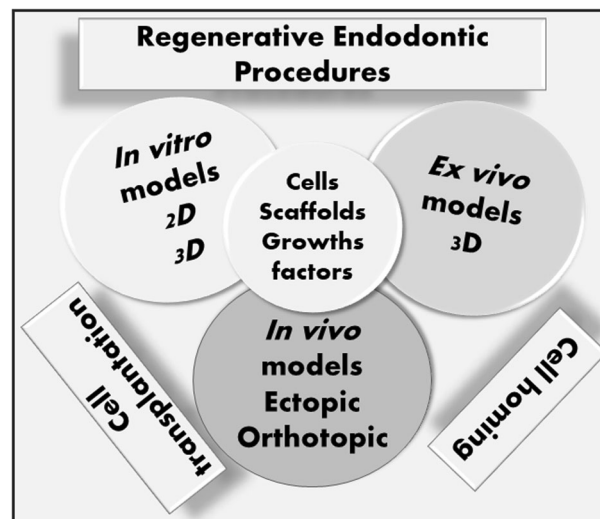 Regenerative Endodontic
Procedures
In vitro
models
2D
3D
Cells
Scaffolds
Growths
factors
Ex vivo
models
3D
In vivo
models
Ectopic
Orthotopic
Cell
transplantation
Cell homing